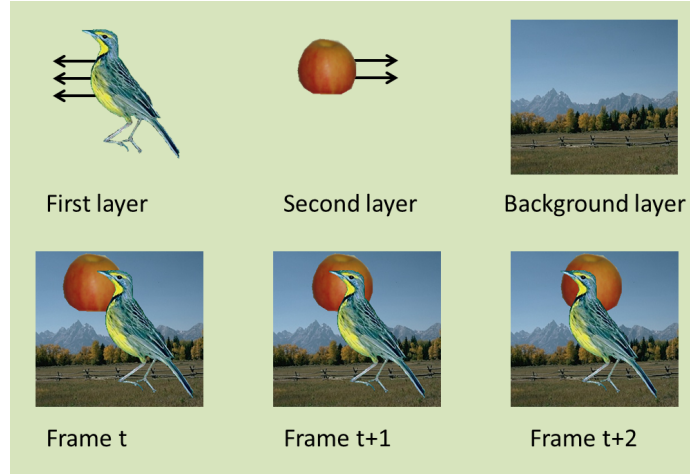 First layer
Second layer
Background layer
Frame t
Frame t+1
Frame t+2